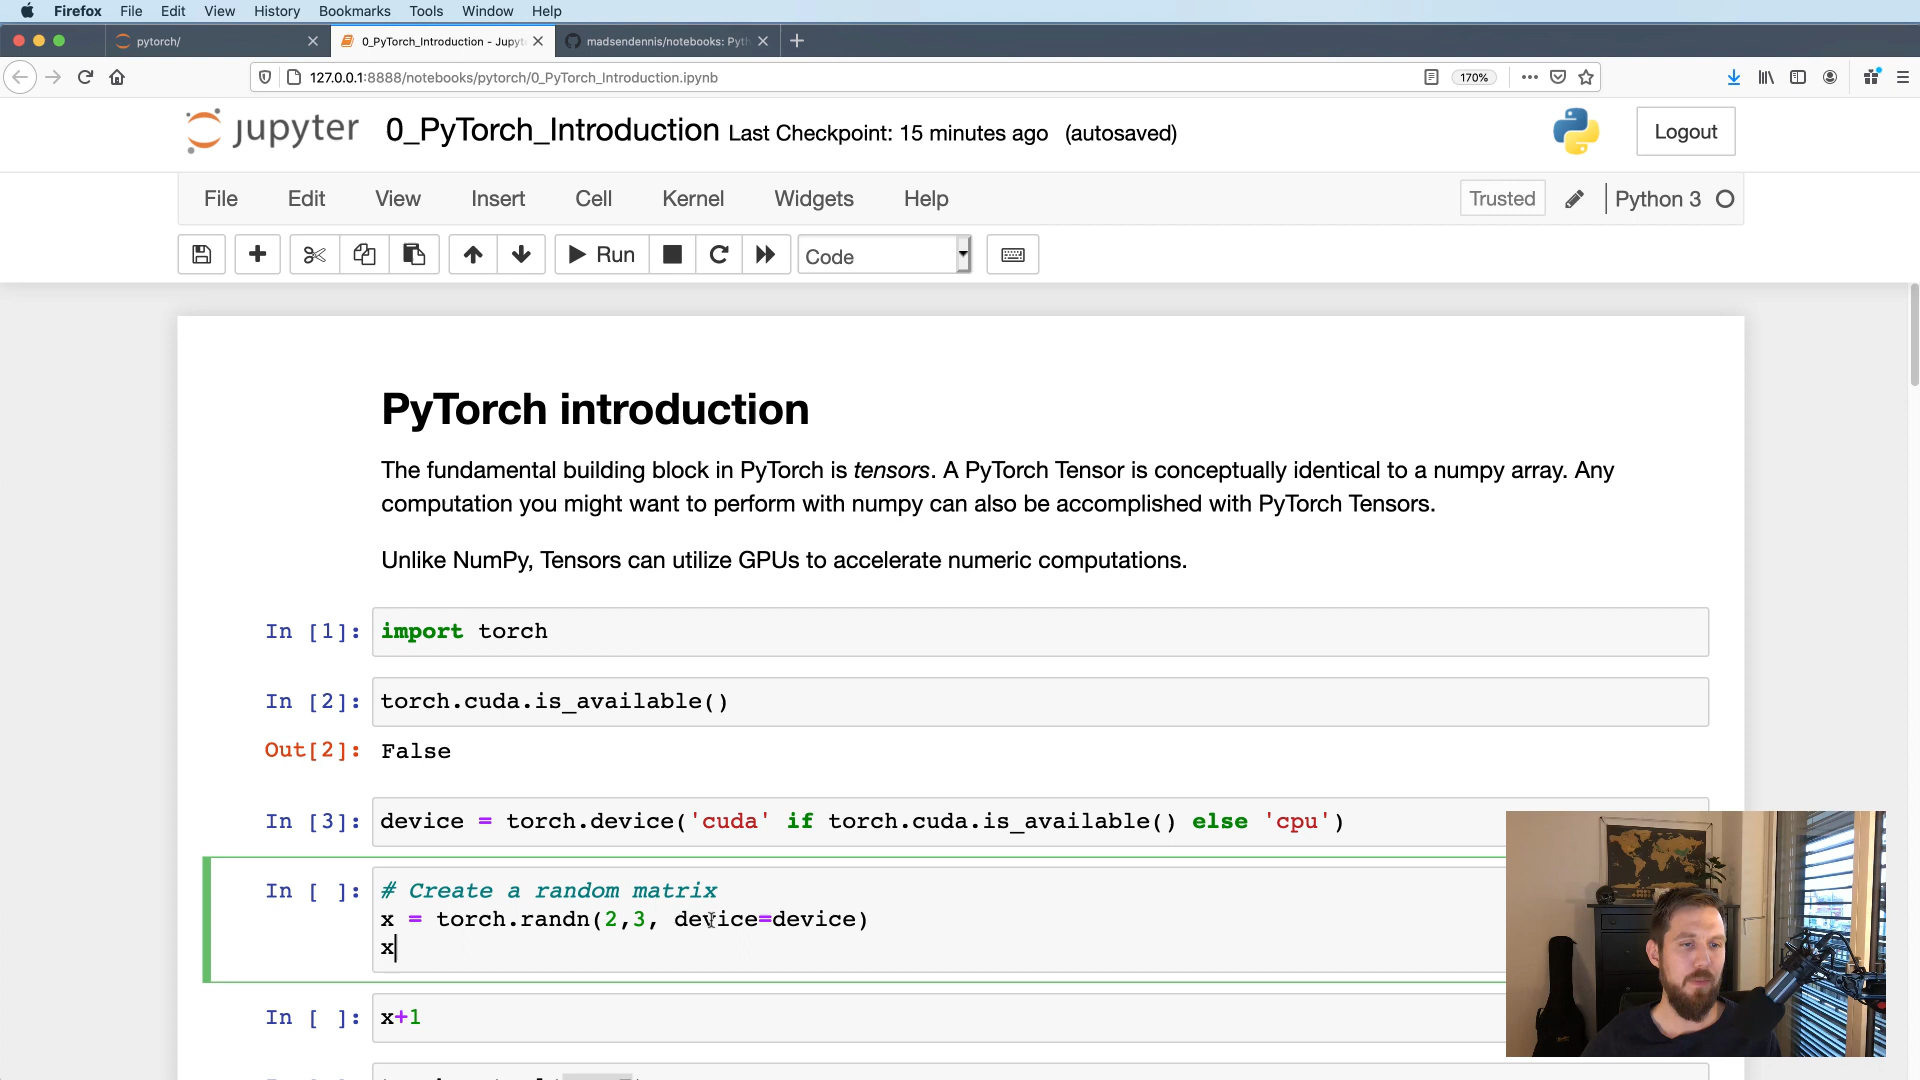 Firefox File Edit View History Bookmarks Tools Window Help
pytorch/ 0_PyTorch_Introduction - Jupyt madsendennis/notebooks: Pyth
127.0.0.1:8888/notebooks/pytorch/0_PyTorch_Introduction.ipynb 170%
jupyter 0_PyTorch_Introduction Last Checkpoint: 15 minutes ago (autosaved) Logout
File Edit View Insert Cell Kernel Widgets Help Trusted Python 3
Run Code
PyTorch introduction
The fundamental building block in PyTorch is tensors. A PyTorch Tensor is conceptually identical to a numpy array. Any
computation you might want to perform with numpy can also be accomplished with PyTorch Tensors.
Unlike NumPy, Tensors can utilize GPUs to accelerate numeric computations.
In [1]: import torch
In [2]: torch.cuda.is_available()
Out[2]: False
In [3]: device = torch.device('cuda' if torch.cuda.is_available() else 'cpu')
In [ ]: # Create a random matrix
x = torch.randn(2,3, device=device)
x
In [ ]: x+1